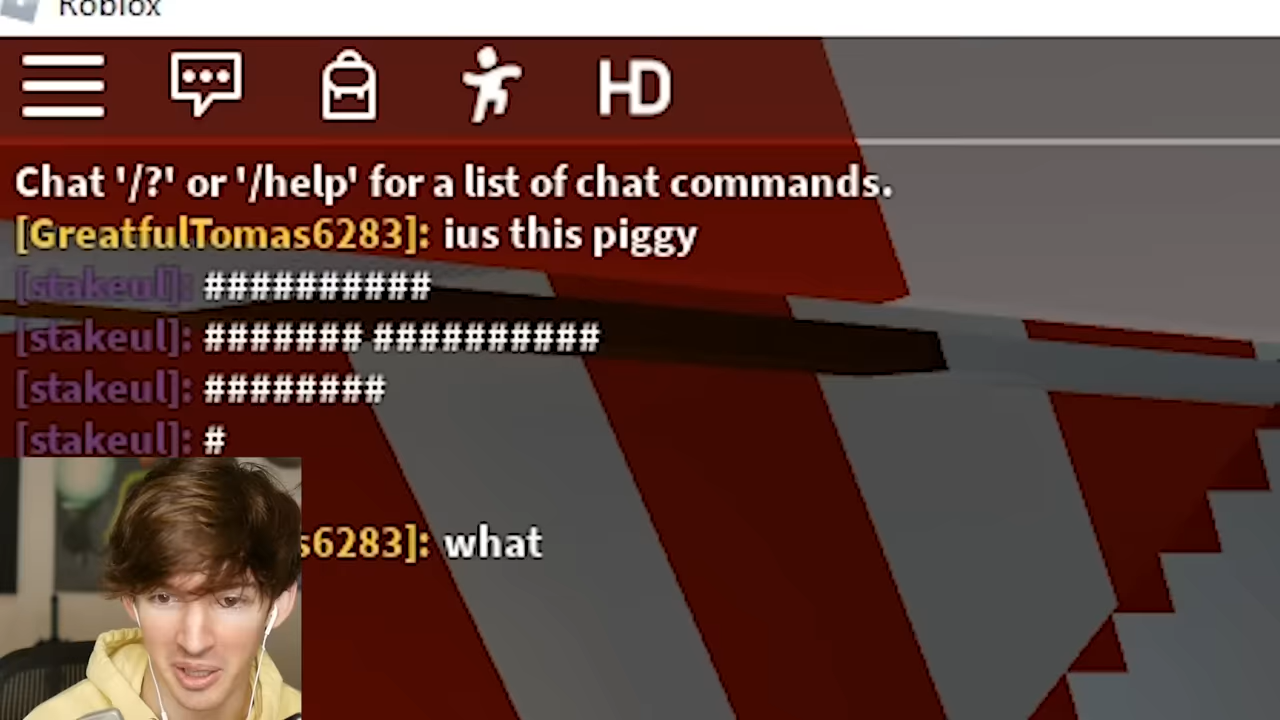 Roblox
HD
Chat '/?' or '/help' for a list of chat commands.
[GreatfulTomas6283]: ius this piggy
[stakeul]: ##########
[stakeul]: ####### ##########
[stakeul]: ########
[stakeul]: #
s6283]: what